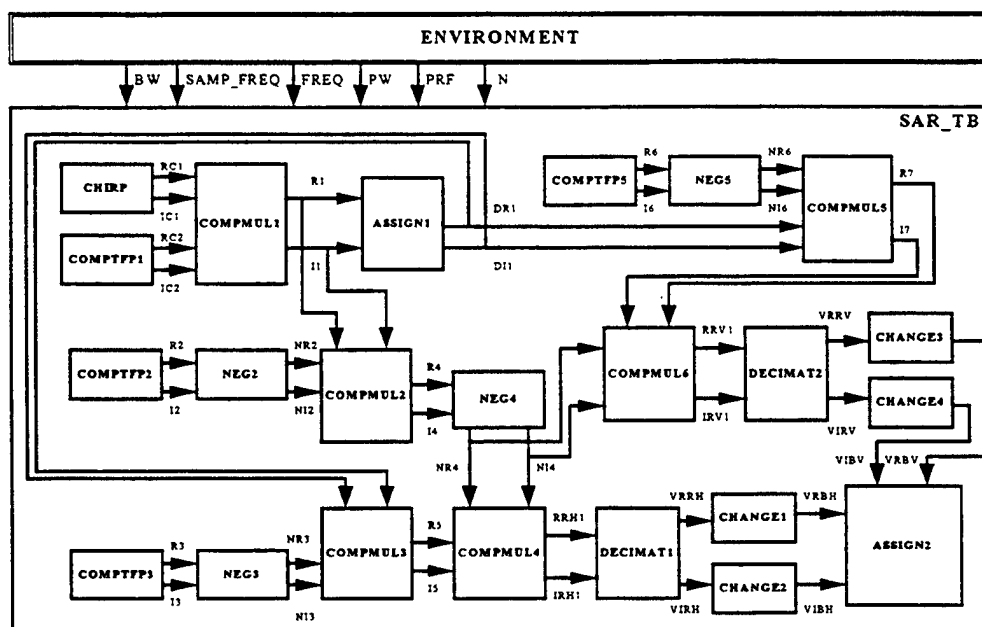 ENVIRONMENT
BW SAMP_FREQ FREQ PW PRF N
SAR_TB
CHIRP
RC1
IC1
COMPTFP1
RC2
IC2
COMPMUL1
R1
I1
ASSIGN1
DR1
DI1
COMPTFP5
R6
I6
NEG5
NR6
NI6
COMPMUL5
R7
I7
COMPTFP2
R2
I2
NEG2
NR2
NI2
COMPMUL2
R4
I4
NEG4
NR4
NI4
COMPMUL6
RRV1
IRV1
DECIMAT2
VRRV
VIRV
CHANGE3
CHANGE4
VIBV VRBV
COMPTFP3
R3
I3
NEG3
NR3
NI3
COMPMUL3
R5
I5
COMPMUL4
RRH1
IRH1
DECIMAT1
VRRH
VIRH
CHANGE1
CHANGE2
VRBH
VIBH
ASSIGN2